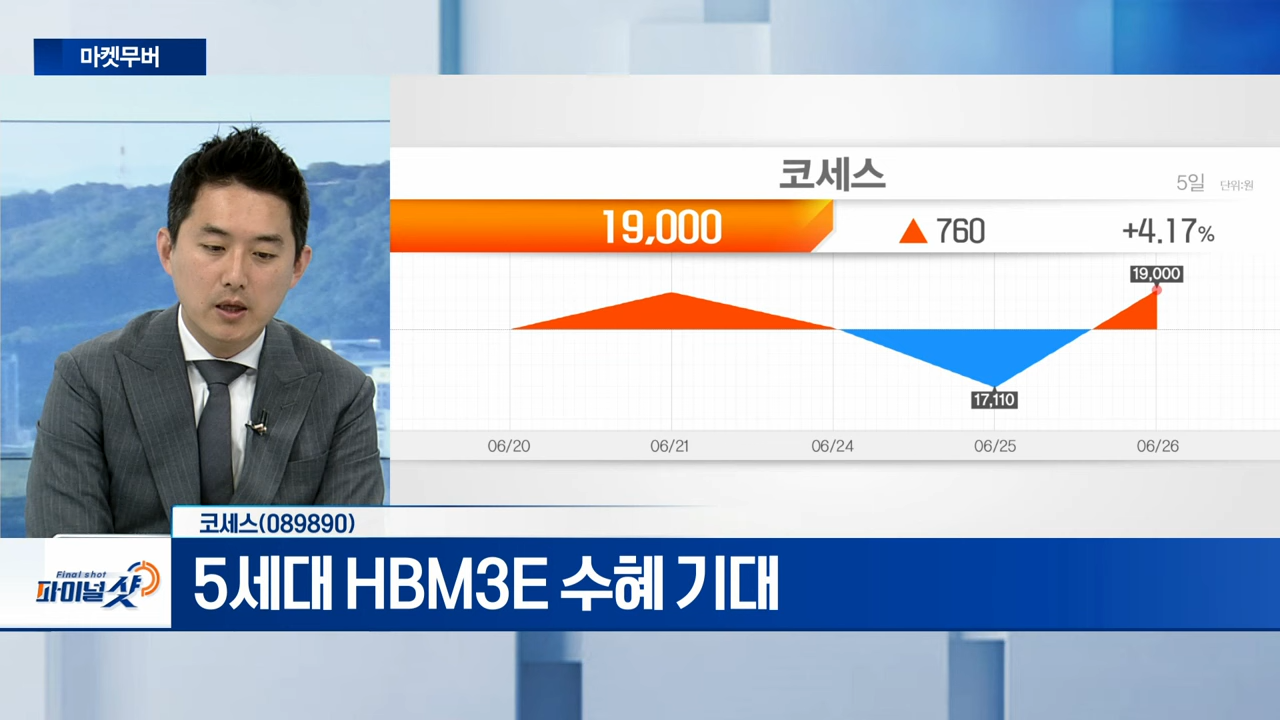 마켓무버
코세스
5일 단위:원
19,000 ▲ 760 +4.17%
19,000
17,110
06/20 06/21 06/24 06/25 06/26
코세스(089890)
Final shot
파이널샷
5세대 HBM3E 수혜 기대